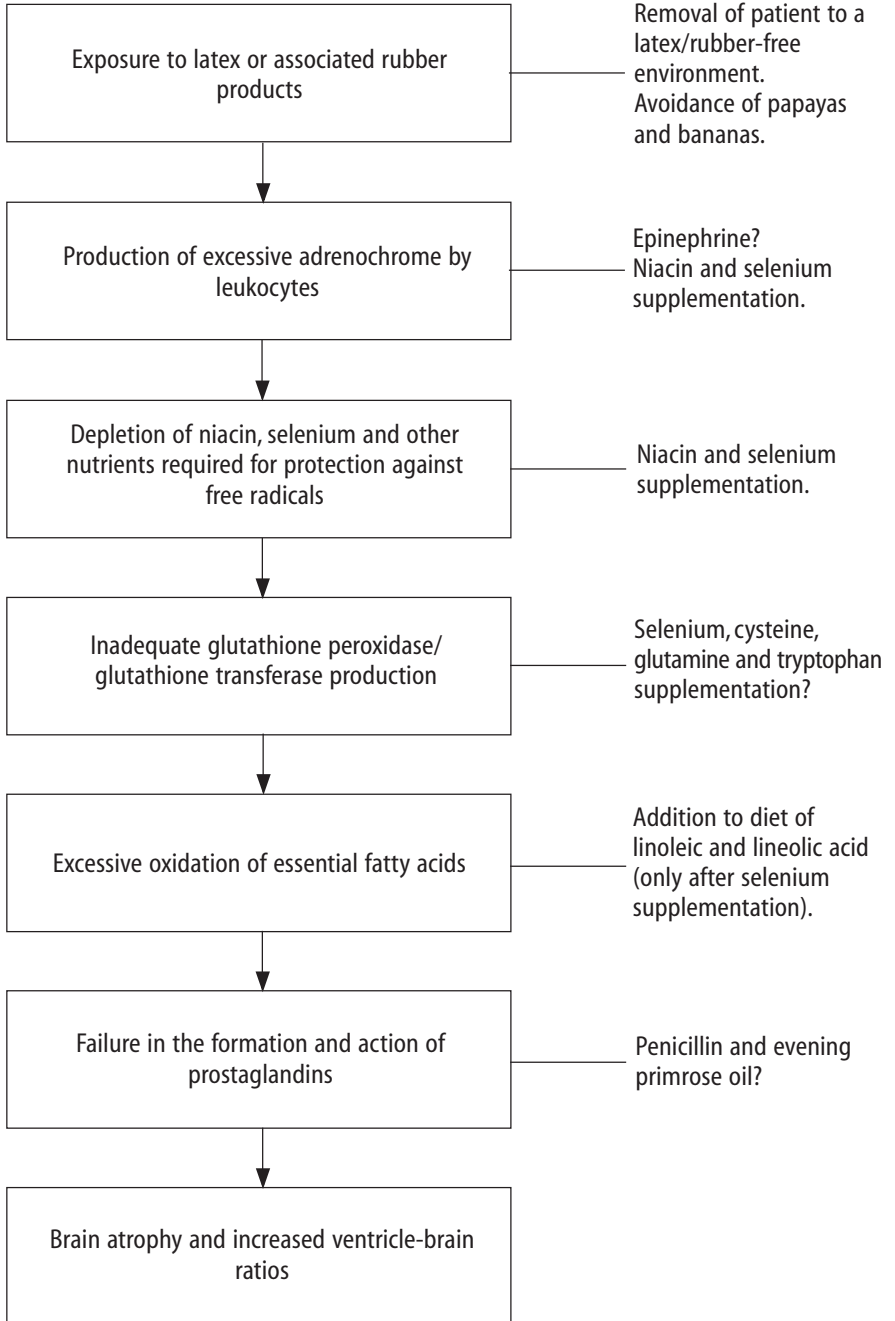 Exposure to latex or associated rubber
products
Removal of patient to a
latex/rubber-free
environment.
Avoidance of papayas
and bananas.
Production of excessive adrenochrome by
leukocytes
Epinephrine?
Niacin and selenium
supplementation.
Depletion of niacin, selenium and other
nutrients required for protection against
free radicals
Niacin and selenium
supplementation.
Inadequate glutathione peroxidase/
glutathione transferase production
Selenium, cysteine,
glutamine and tryptophan
supplementation?
Excessive oxidation of essential fatty acids
Addition to diet of
linoleic and lineolic acid
(only after selenium
supplementation).
Failure in the formation and action of
prostaglandins
Penicillin and evening
primrose oil?
Brain atrophy and increased ventricle-brain
ratios